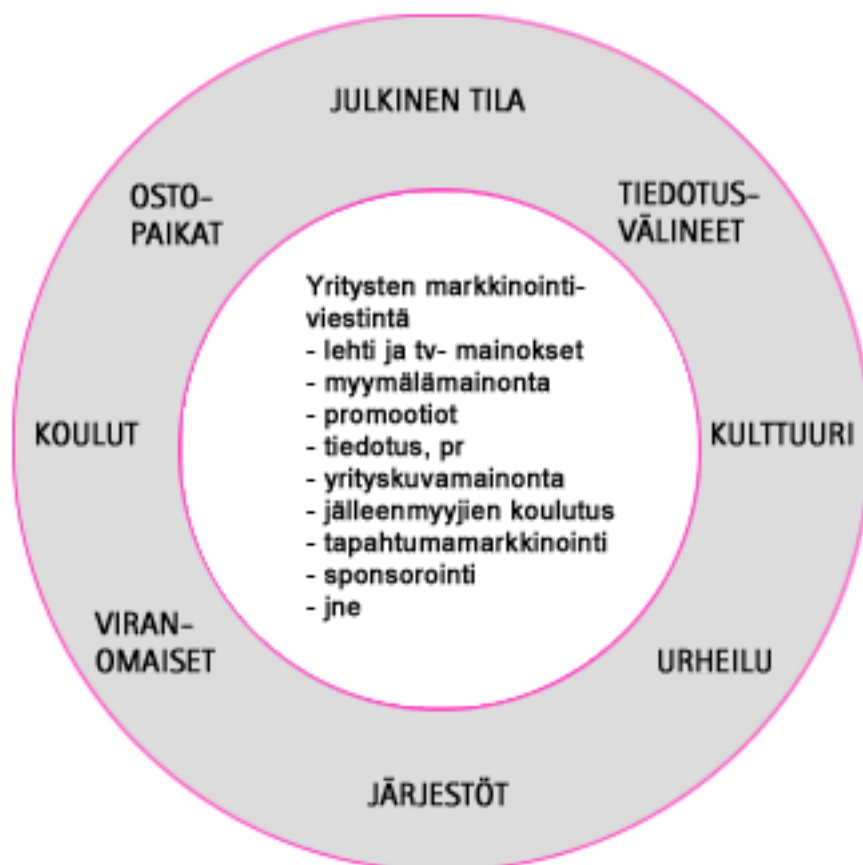 JULKINEN TILA
TIEDOTUS-
VÄLINEET
KULTTUURI
URHEILU
JÄRJESTÖT
VIRAN-
OMAISET
KOULUT
OSTO-
PAIKAT
Yritysten markkinointi-
viestintä
- lehti ja tv- mainokset
- myymälämainonta
- promootiot
- tiedotus, pr
- yrityskuvamainonta
- jälleenmyyjien koulutus
- tapahtumamarkkinointi
- sponsorointi
- jne